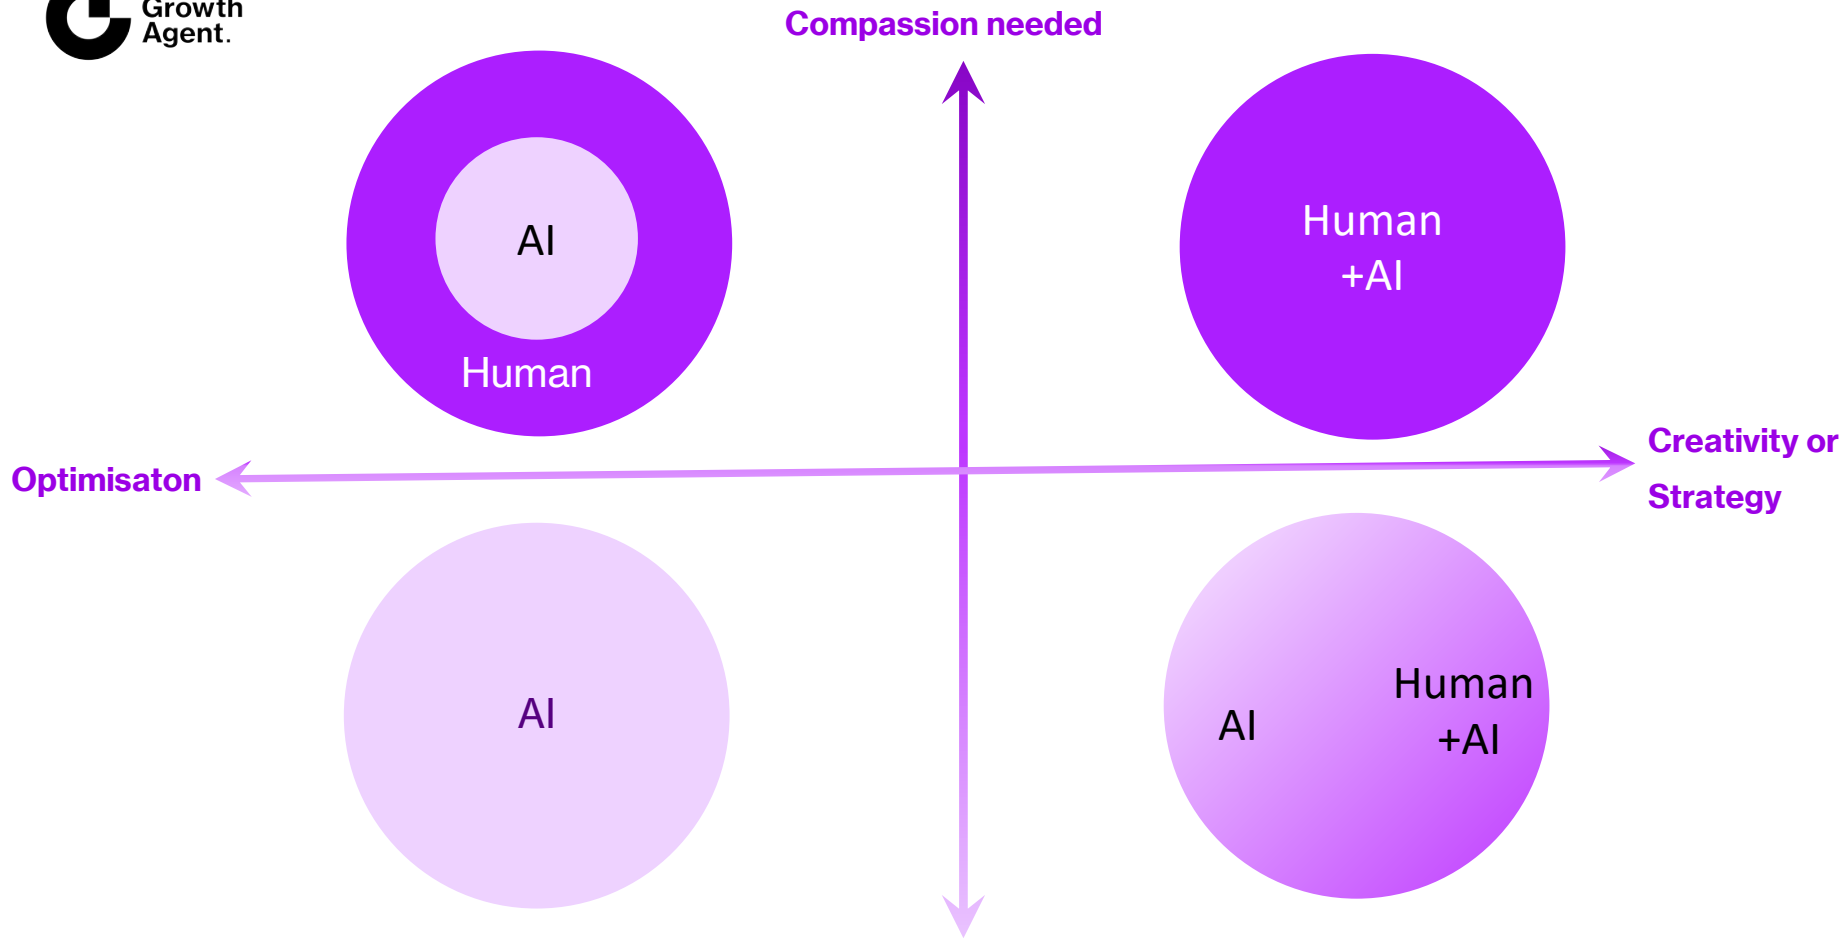 Growth
Agent.
Compassion needed
AI
Human
Human
+AI
Optimisaton
Creativity or
Strategy
AI
AI
Human
+AI